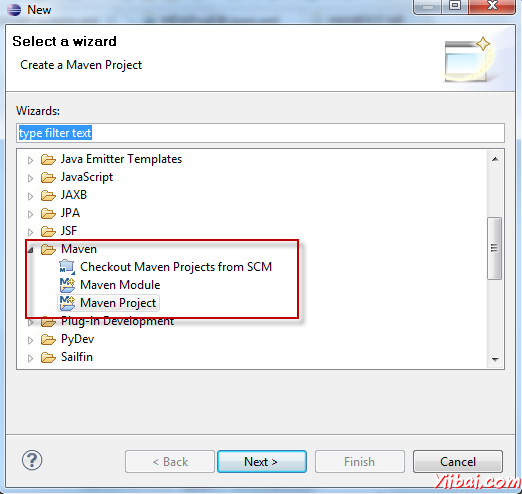 New
Select a wizard
Create a Maven Project
Wizards:
type filter text
Java Emitter Templates
JavaScript
JAXB
JPA
JSF
Maven
Checkout Maven Projects from SCM
Maven Module
Maven Project
Plug-in Development
PyDev
Sailfin
?
< Back
Next >
Finish
Cancel
Yiibai.com